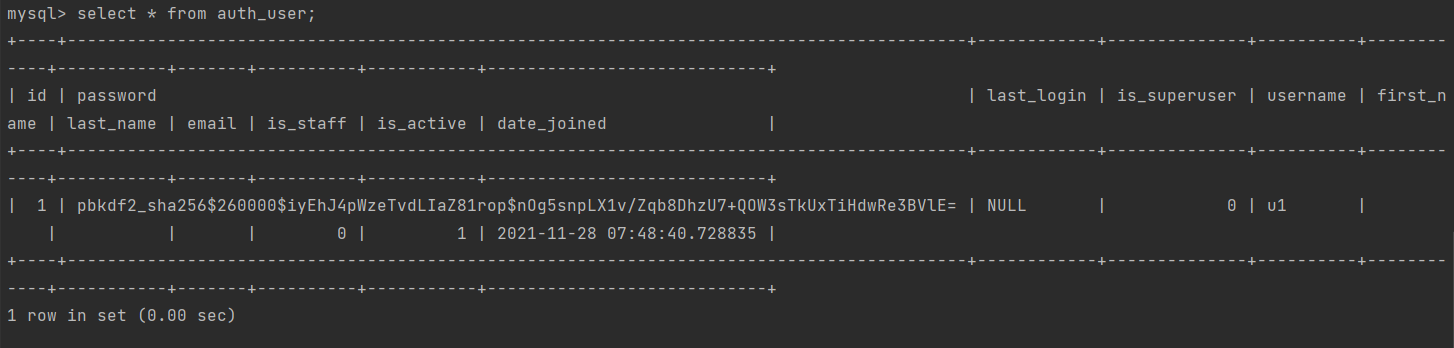 mysql> select * from auth_user;
+----+------------------------------------------------------------------------------------------+------------+--------------+----------+--------
----+-----------+-------+----------+-----------+----------------------------+
| id | password                                                                                 | last_login | is_superuser | username | first_n
ame | last_name | email | is_staff | is_active | date_joined                |
+----+------------------------------------------------------------------------------------------+------------+--------------+----------+--------
----+-----------+-------+----------+-----------+----------------------------+
|  1 | pbkdf2_sha256$260000$iyEhJ4pWzeTvdLIaZ81rop$nOg5snpLX1v/Zqb8DhzU7+QOW3sTkUxTiHdwRe3BVlE= | NULL       |            0 | u1       |
    |           |       |        0 |         1 | 2021-11-28 07:48:40.728835 |
+----+------------------------------------------------------------------------------------------+------------+--------------+----------+--------
----+-----------+-------+----------+-----------+----------------------------+
1 row in set (0.00 sec)